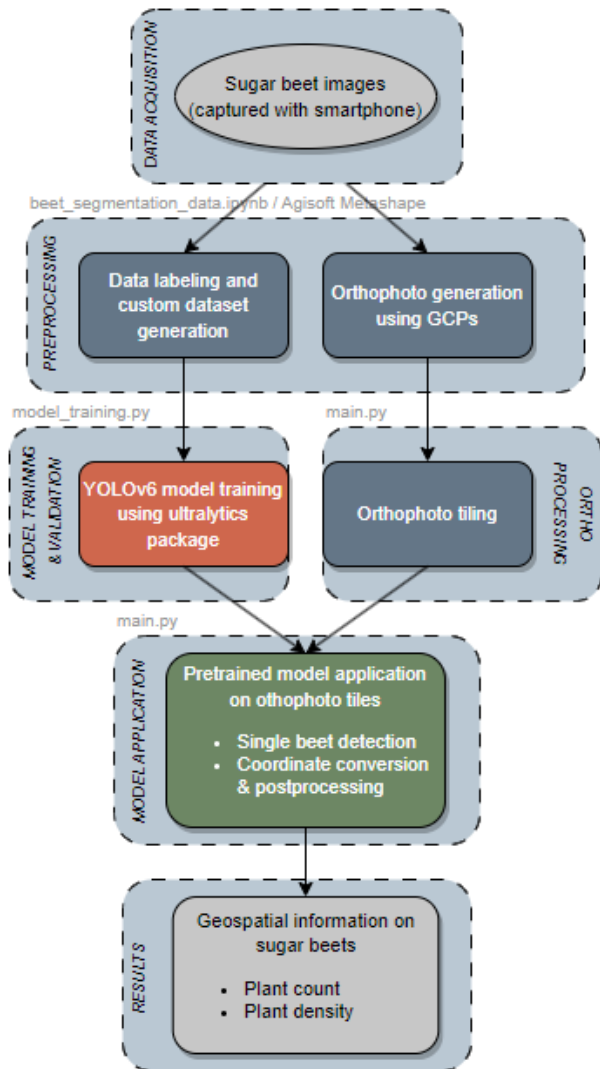 DATA ACQUISITION
Sugar beet images
(captured with smartphone)
beet_segmentation_data.ipynb / Agisoft Metashape
PREPROCESSING
Data labeling and
custom dataset
generation
Orthophoto generation
using GCPs
model_training.py
main.py
MODEL TRAINING
& VALIDATION
YOLOv6 model training
using ultralytics
package
Orthophoto tiling
ORTHO
PROCESSING
main.py
MODEL APPLICATION
Pretrained model application
on othophoto tiles
• Single beet detection
• Coordinate conversion
& postprocessing
RESULTS
Geospatial information on
sugar beets
• Plant count
• Plant density